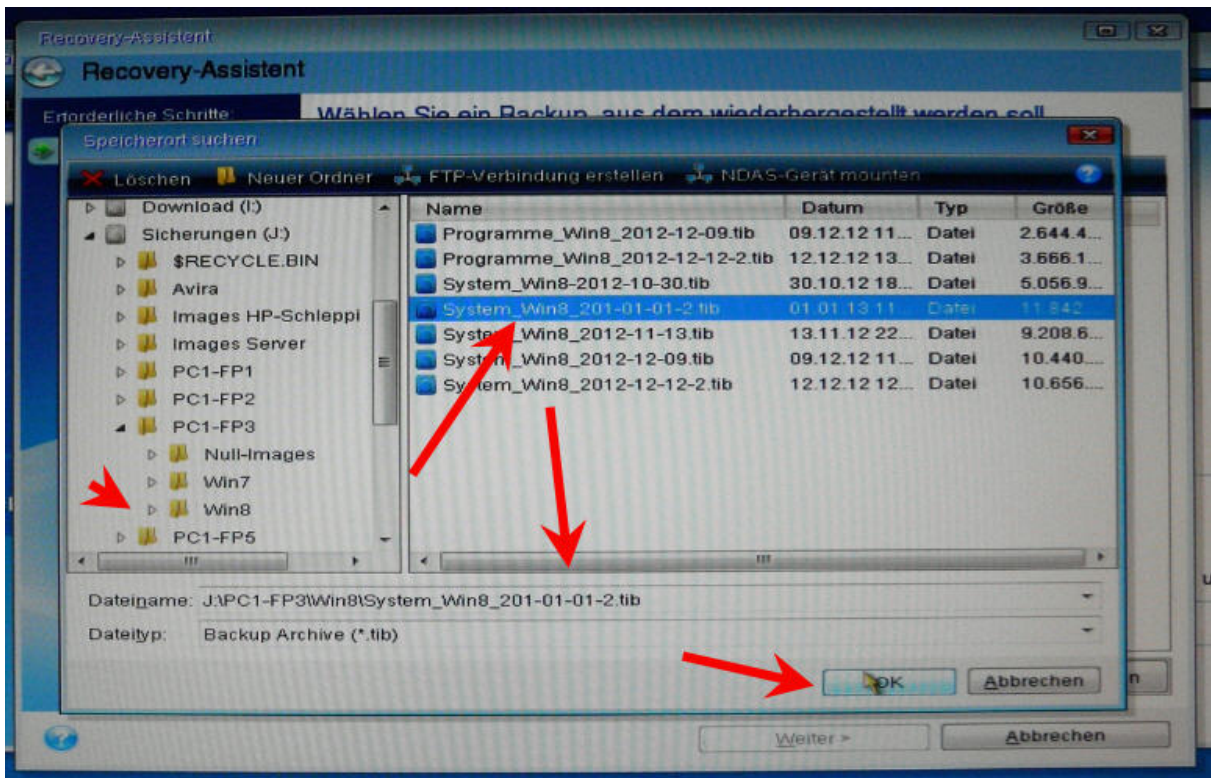 Recovery-Assistent
Recovery-Assistent
Erforderliche Schritte:
Wählen Sie ein Backup, aus dem wiederhergestellt werden soll
Speicherort suchen
Löschen Neuer Ordner FTP-Verbindung erstellen NDAS-Gerät mounten
Download (I:)
Sicherungen (J:)
$RECYCLE.BIN
Avira
Images HP-Schleppi
Images Server
PC1-FP1
PC1-FP2
PC1-FP3
Null-Images
Win7
Win8
PC1-FP5
Name Datum Typ Größe
Programme_Win8_2012-12-09.tib 09.12.12 11... Datei 2.644.4...
Programme_Win8_2012-12-12-2.tib 12.12.12 13... Datei 3.666.1...
System_Win8-2012-10-30.tib 30.10.12 18... Datei 5.056.9...
System_Win8_201-01-01-2.tib 01.01.13 11... Datei 11.842....
System_Win8_2012-11-13.tib 13.11.12 22... Datei 9.208.6...
System_Win8_2012-12-09.tib 09.12.12 11... Datei 10.440....
System_Win8_2012-12-12-2.tib 12.12.12 12... Datei 10.656....
Dateiname: J:\PC1-FP3\Win8\System_Win8_201-01-01-2.tib
Dateityp: Backup Archive (*.tib)
OK Abbrechen n
Weiter > Abbrechen